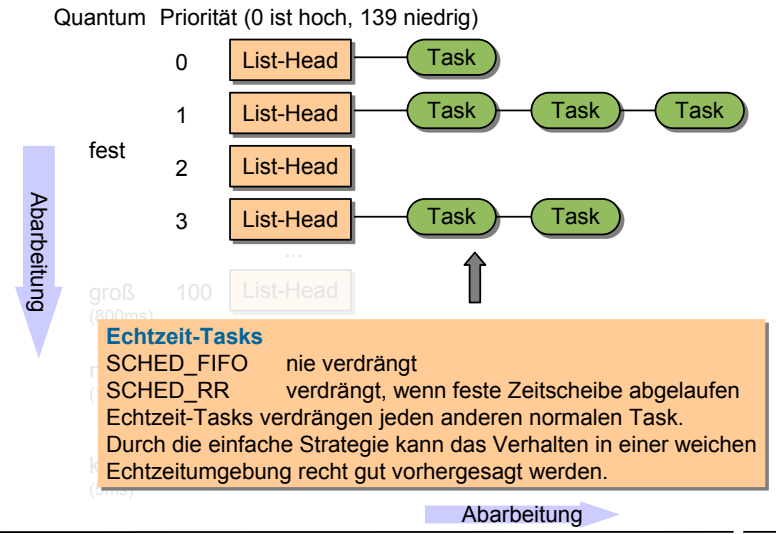 Quantum Priorität (0 ist hoch, 139 niedrig)
0 List-Head Task
1 List-Head Task Task Task
fest
2 List-Head
3 List-Head Task Task
Abarbeitung
...
groß 100 List-Head
(800ms)
Echtzeit-Tasks
SCHED_FIFO nie verdrängt
SCHED_RR verdrängt, wenn feste Zeitscheibe abgelaufen
Echtzeit-Tasks verdrängen jeden anderen normalen Task.
Durch die einfache Strategie kann das Verhalten in einer weichen
Echtzeitumgebung recht gut vorhergesagt werden.
(5ms)
Abarbeitung